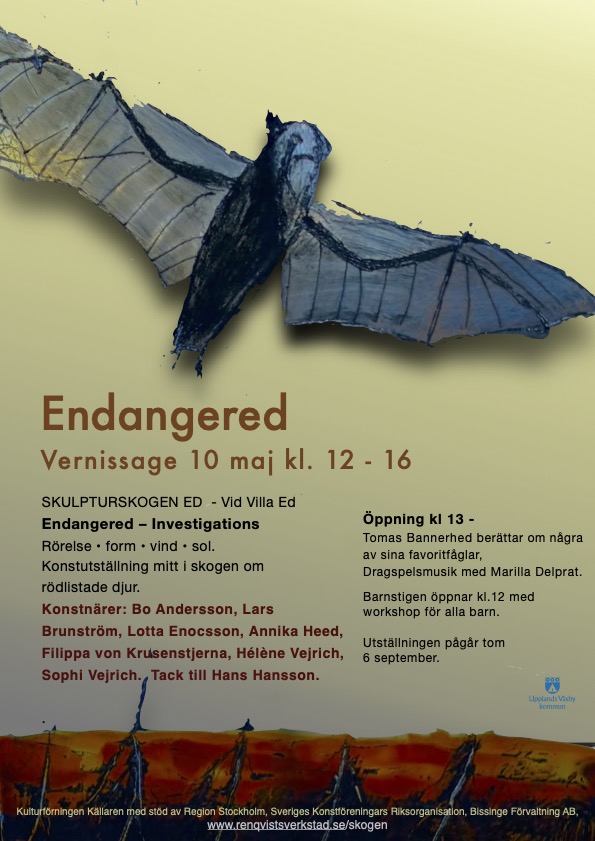 Endangered
Vernissage 10 maj kl. 12 - 16
SKULPTURSKOGEN ED - Vid Villa Ed
Endangered – Investigations
Rörelse • form • vind • sol.
Konstutställning mitt i skogen om
rödlistade djur.
Konstnärer: Bo Andersson, Lars
Brunström, Lotta Enocsson, Annika Heed,
Filippa von Krusenstjerna, Hélène Vejrich,
Sophi Vejrich. Tack till Hans Hansson.
Öppning kl 13 -
Tomas Bannerhed berättar om några
av sina favoritfåglar,
Dragspelsmusik med Marilla Delprat.
Barnstigen öppnar kl.12 med
workshop för alla barn.
Utställningen pågår tom
6 september.
Upplands Väsby
kommun
Kulturförningen Källaren med stöd av Region Stockholm, Sveriges Konstföreningars Riksorganisation, Bissinge Förvaltning AB,
www.renqvistsverkstad.se/skogen